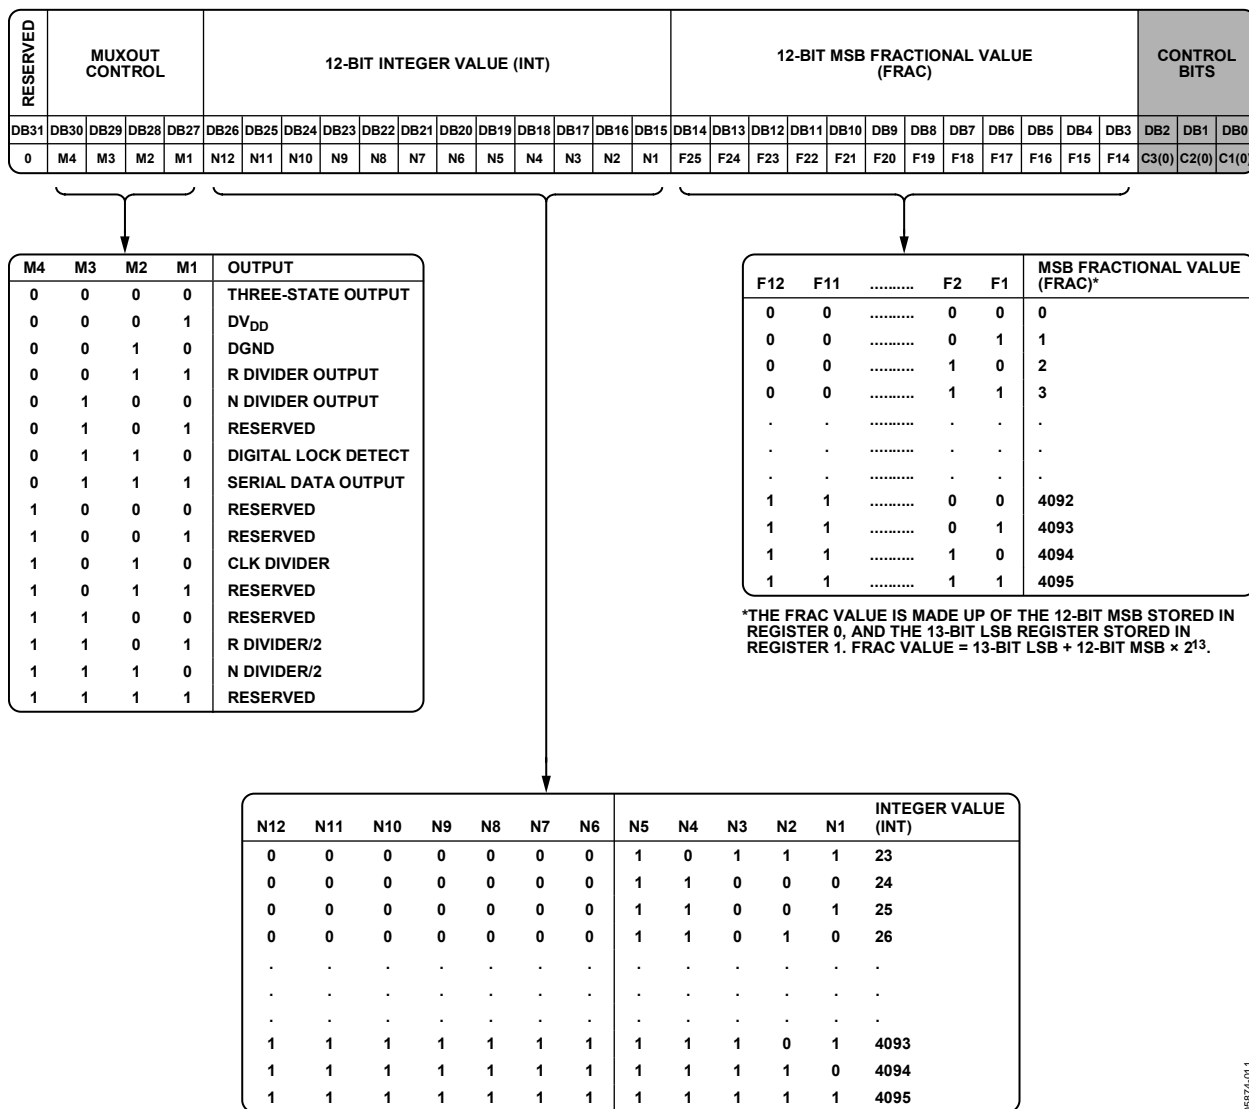 RESERVED
MUXOUT
CONTROL
12-BIT INTEGER VALUE (INT)
12-BIT MSB FRACTIONAL VALUE
(FRAC)
CONTROL
BITS
DB31 DB30 DB29 DB28 DB27 DB26 DB25 DB24 DB23 DB22 DB21 DB20 DB19 DB18 DB17 DB16 DB15 DB14 DB13 DB12 DB11 DB10 DB9 DB8 DB7 DB6 DB5 DB4 DB3 DB2 DB1 DB0
0 M4 M3 M2 M1 N12 N11 N10 N9 N8 N7 N6 N5 N4 N3 N2 N1 F25 F24 F23 F22 F21 F20 F19 F18 F17 F16 F15 F14 C3(0) C2(0) C1(0)
M4 M3 M2 M1 OUTPUT
0 0 0 0 THREE-STATE OUTPUT
0 0 0 1 DVDD
0 0 1 0 DGND
0 0 1 1 R DIVIDER OUTPUT
0 1 0 0 N DIVIDER OUTPUT
0 1 0 1 RESERVED
0 1 1 0 DIGITAL LOCK DETECT
0 1 1 1 SERIAL DATA OUTPUT
1 0 0 0 RESERVED
1 0 0 1 RESERVED
1 0 1 0 CLK DIVIDER
1 0 1 1 RESERVED
1 1 0 0 RESERVED
1 1 0 1 R DIVIDER/2
1 1 1 0 N DIVIDER/2
1 1 1 1 RESERVED
F12 F11 .......... F2 F1 MSB FRACTIONAL VALUE
(FRAC)*
0 0 .......... 0 0 0
0 0 .......... 0 1 1
0 0 .......... 1 0 2
0 0 .......... 1 1 3
. . .......... . . .
. . .......... . . .
. . .......... . . .
1 1 .......... 0 0 4092
1 1 .......... 0 1 4093
1 1 .......... 1 0 4094
1 1 .......... 1 1 4095
*THE FRAC VALUE IS MADE UP OF THE 12-BIT MSB STORED IN
REGISTER 0, AND THE 13-BIT LSB REGISTER STORED IN
REGISTER 1. FRAC VALUE = 13-BIT LSB + 12-BIT MSB × 2¹³.
N12 N11 N10 N9 N8 N7 N6 N5 N4 N3 N2 N1 INTEGER VALUE
(INT)
0 0 0 0 0 0 0 1 0 1 1 1 23
0 0 0 0 0 0 0 1 1 0 0 0 24
0 0 0 0 0 0 0 1 1 0 0 1 25
0 0 0 0 0 0 0 1 1 0 1 0 26
. . . . . . . . . . . . .
. . . . . . . . . . . . .
. . . . . . . . . . . . .
1 1 1 1 1 1 1 1 1 1 0 1 4093
1 1 1 1 1 1 1 1 1 1 1 0 4094
1 1 1 1 1 1 1 1 1 1 1 1 4095